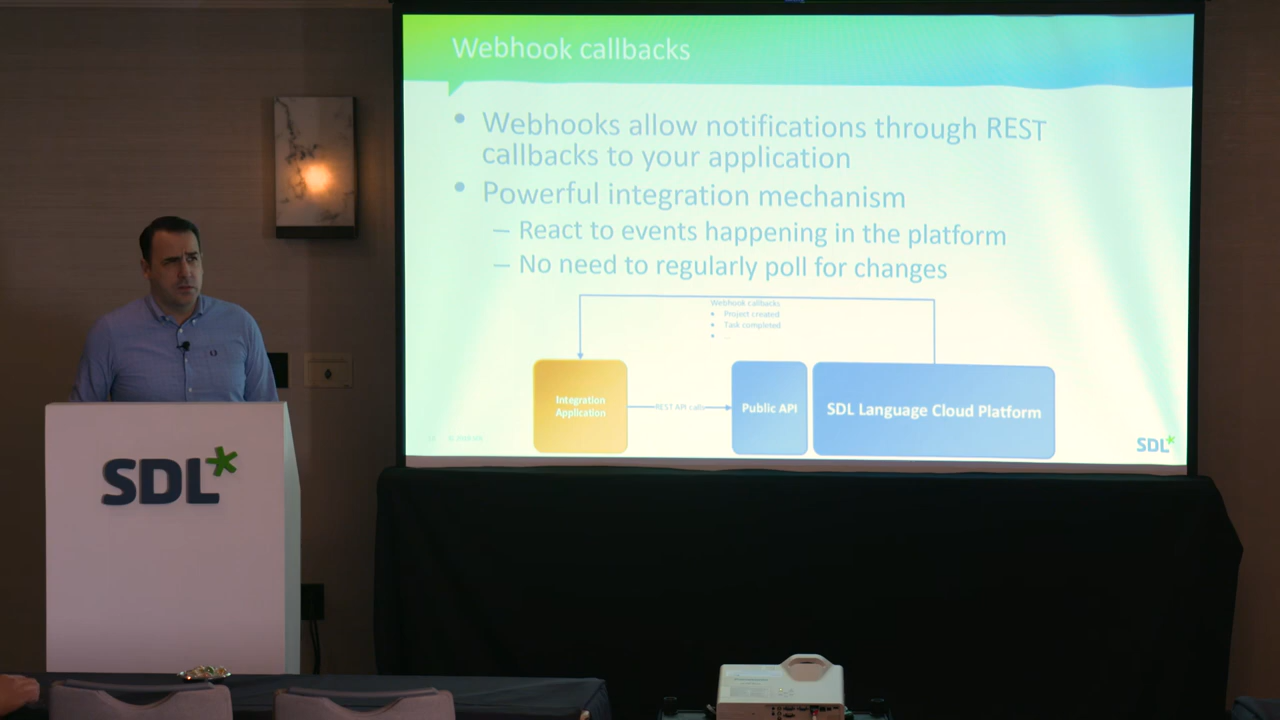 Webhook callbacks
• Webhooks allow notifications through REST
callbacks to your application
• Powerful integration mechanism
– React to events happening in the platform
– No need to regularly poll for changes
Webhook callbacks
• Project created
• Task completed
• ...
Integration
Application
REST API calls
Public API
SDL Language Cloud Platform
SDL*
SDL*